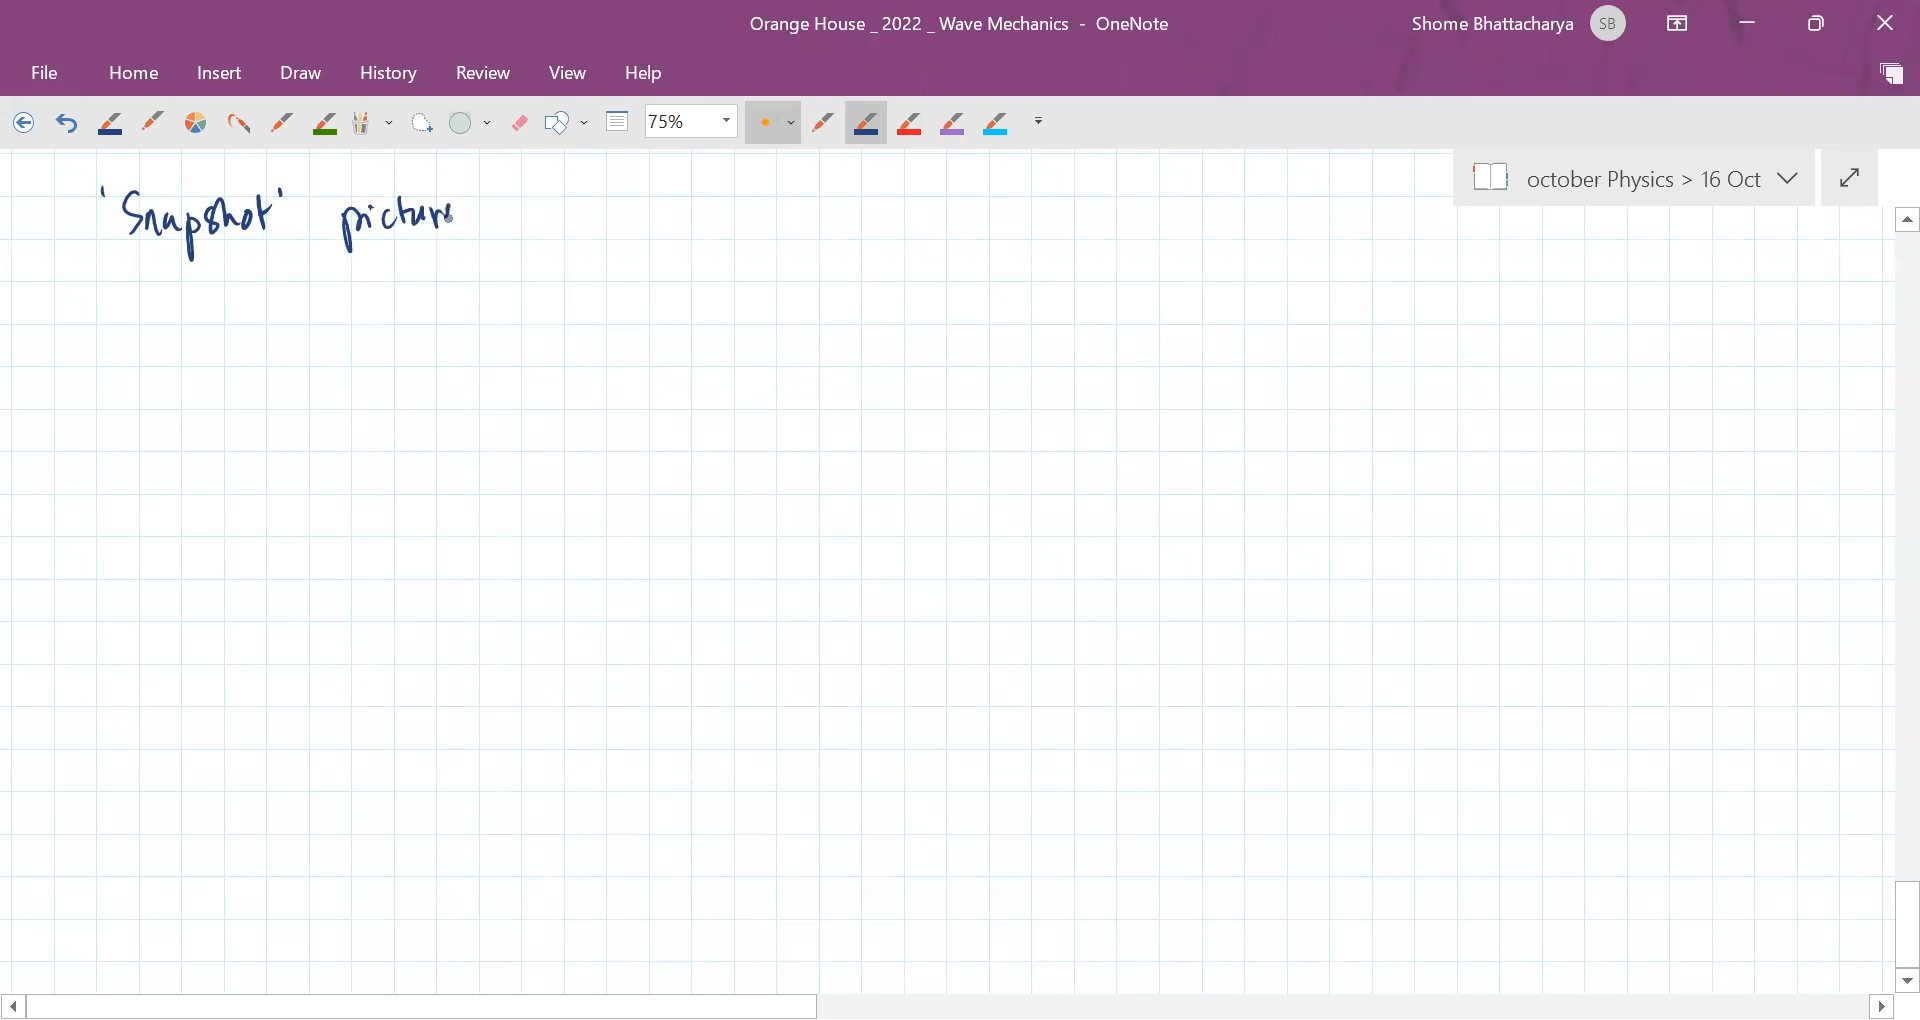 Orange House _ 2022 _ Wave Mechanics - OneNote
Shome Bhattacharya SB
File Home Insert Draw History Review View Help
75%
october Physics > 16 Oct
'Snapshot' pictur